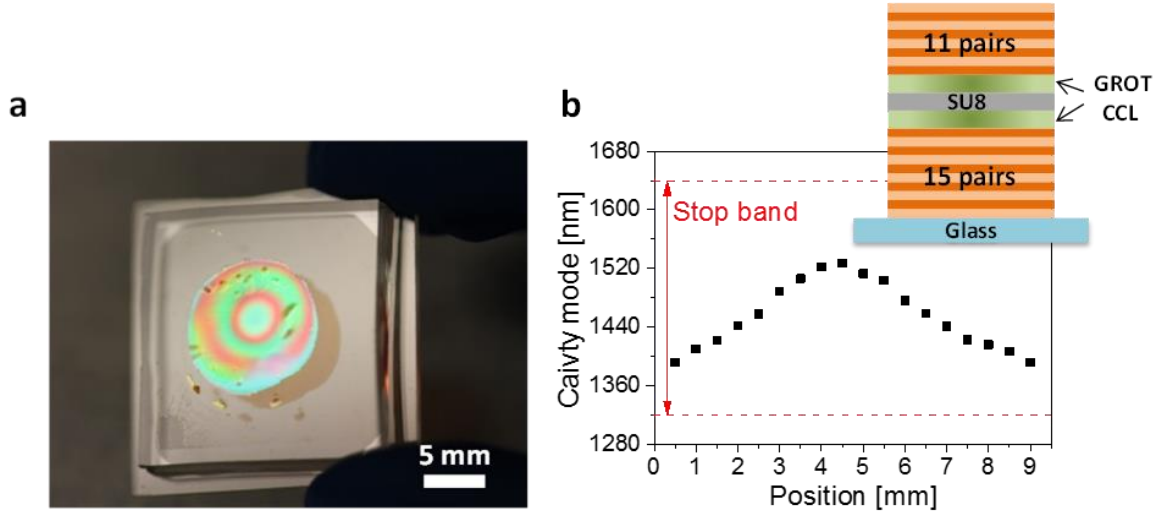 a
5 mm
b
11 pairs
GROT
SU8
CCL
15 pairs
Glass
Stop band
Caivty mode [nm]
1680
1600
1520
1440
1360
1280
0 1 2 3 4 5 6 7 8 9
Position [mm]